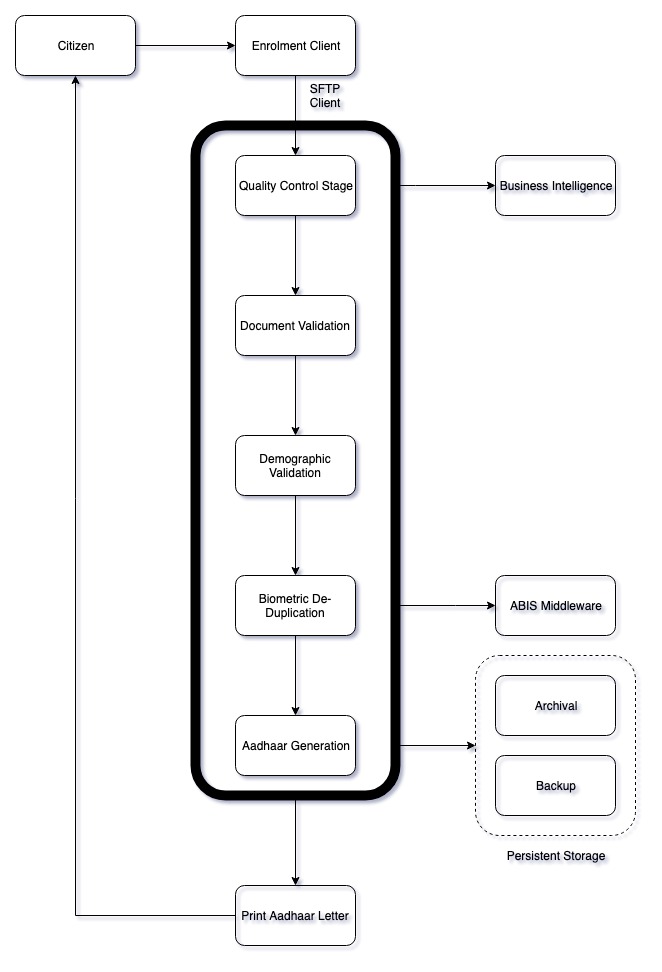 Citizen
Enrolment Client
SFTP
Client
Quality Control Stage
Business Intelligence
Document Validation
Demographic
Validation
Biometric De-
Duplication
ABIS Middleware
Archival
Aadhaar Generation
Backup
Persistent Storage
Print Aadhaar Letter